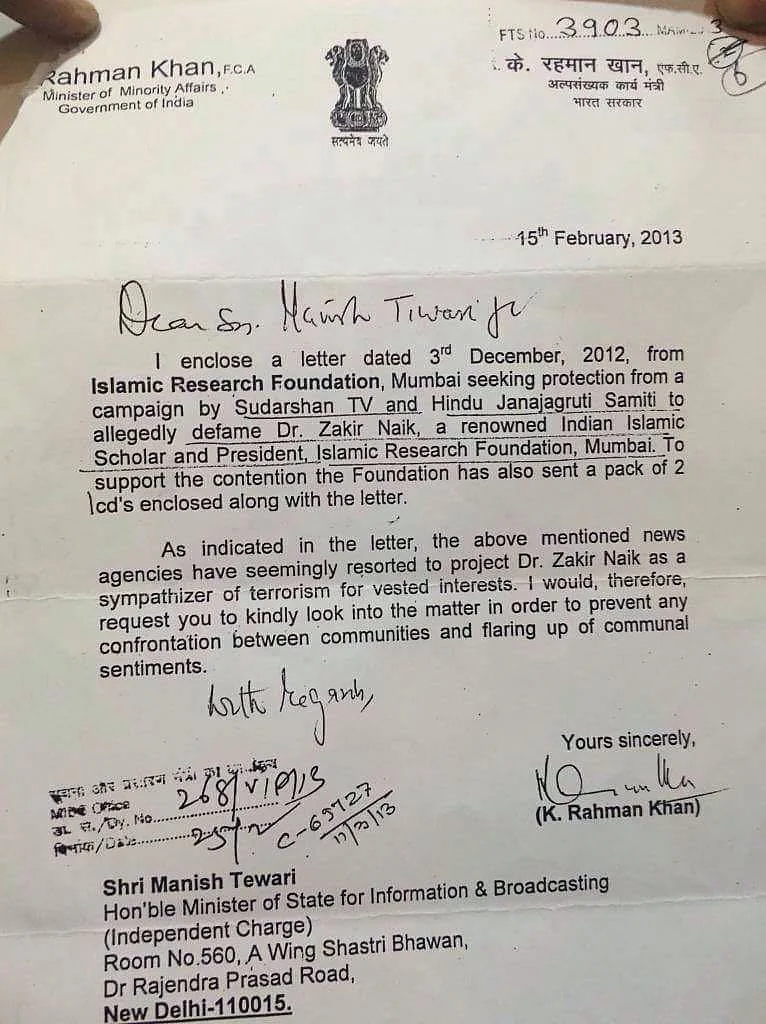 Rahman Khan, F.C.A
Minister of Minority Affairs
Government of India
सत्यमेव जयते
FTS No. 3903
के. रहमान खान, एफ.सी.ए.
अल्पसंख्यक कार्य मंत्री
भारत सरकार
15th February, 2013
Dear Manish Tiwari
I enclose a letter dated 3rd December, 2012, from
Islamic Research Foundation, Mumbai seeking protection from a
campaign by Sudarshan TV and Hindu Janajagruti Samiti to
allegedly defame Dr. Zakir Naik, a renowned Indian Islamic
Scholar and President, Islamic Research Foundation, Mumbai. To
support the contention the Foundation has also sent a pack of 2
cd's enclosed along with the letter.
As indicated in the letter, the above mentioned news
agencies have seemingly resorted to project Dr. Zakir Naik as a
sympathizer of terrorism for vested interests. I would, therefore,
request you to kindly look into the matter in order to prevent any
confrontation between communities and flaring up of communal
sentiments.
With regards,
Yours sincerely,
(K. Rahman Khan)
Office
/Dy. No. 268/VIP/13
दिनांक/Date
C-69727
Shri Manish Tewari
Hon'ble Minister of State for Information & Broadcasting
(Independent Charge)
Room No.560, A Wing Shastri Bhawan,
Dr Rajendra Prasad Road,
New Delhi-110015.